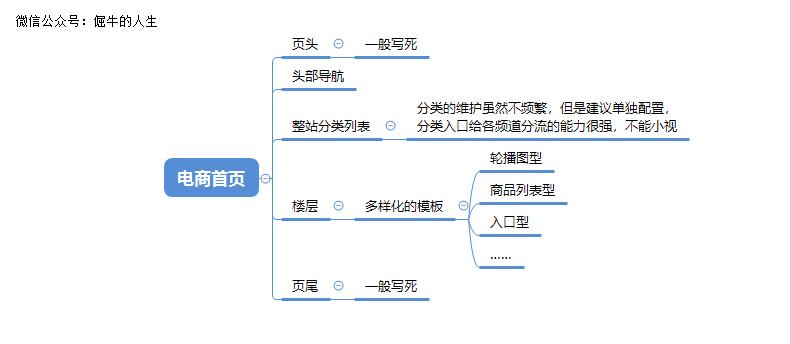 微信公众号：倔牛的人生
页头
一般写死
头部导航
整站分类列表
分类的维护虽然不频繁，但是建议单独配置，
分类入口给各频道分流的能力很强，不能小视
电商首页
楼层
多样化的模板
轮播图型
商品列表型
入口型
……
页尾
一般写死